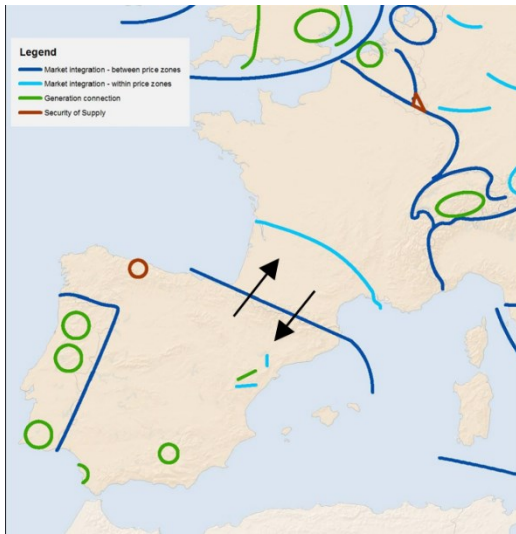 Legend
Market integration - between price zones
Market integration - within price zones
Generation connection
Security of Supply